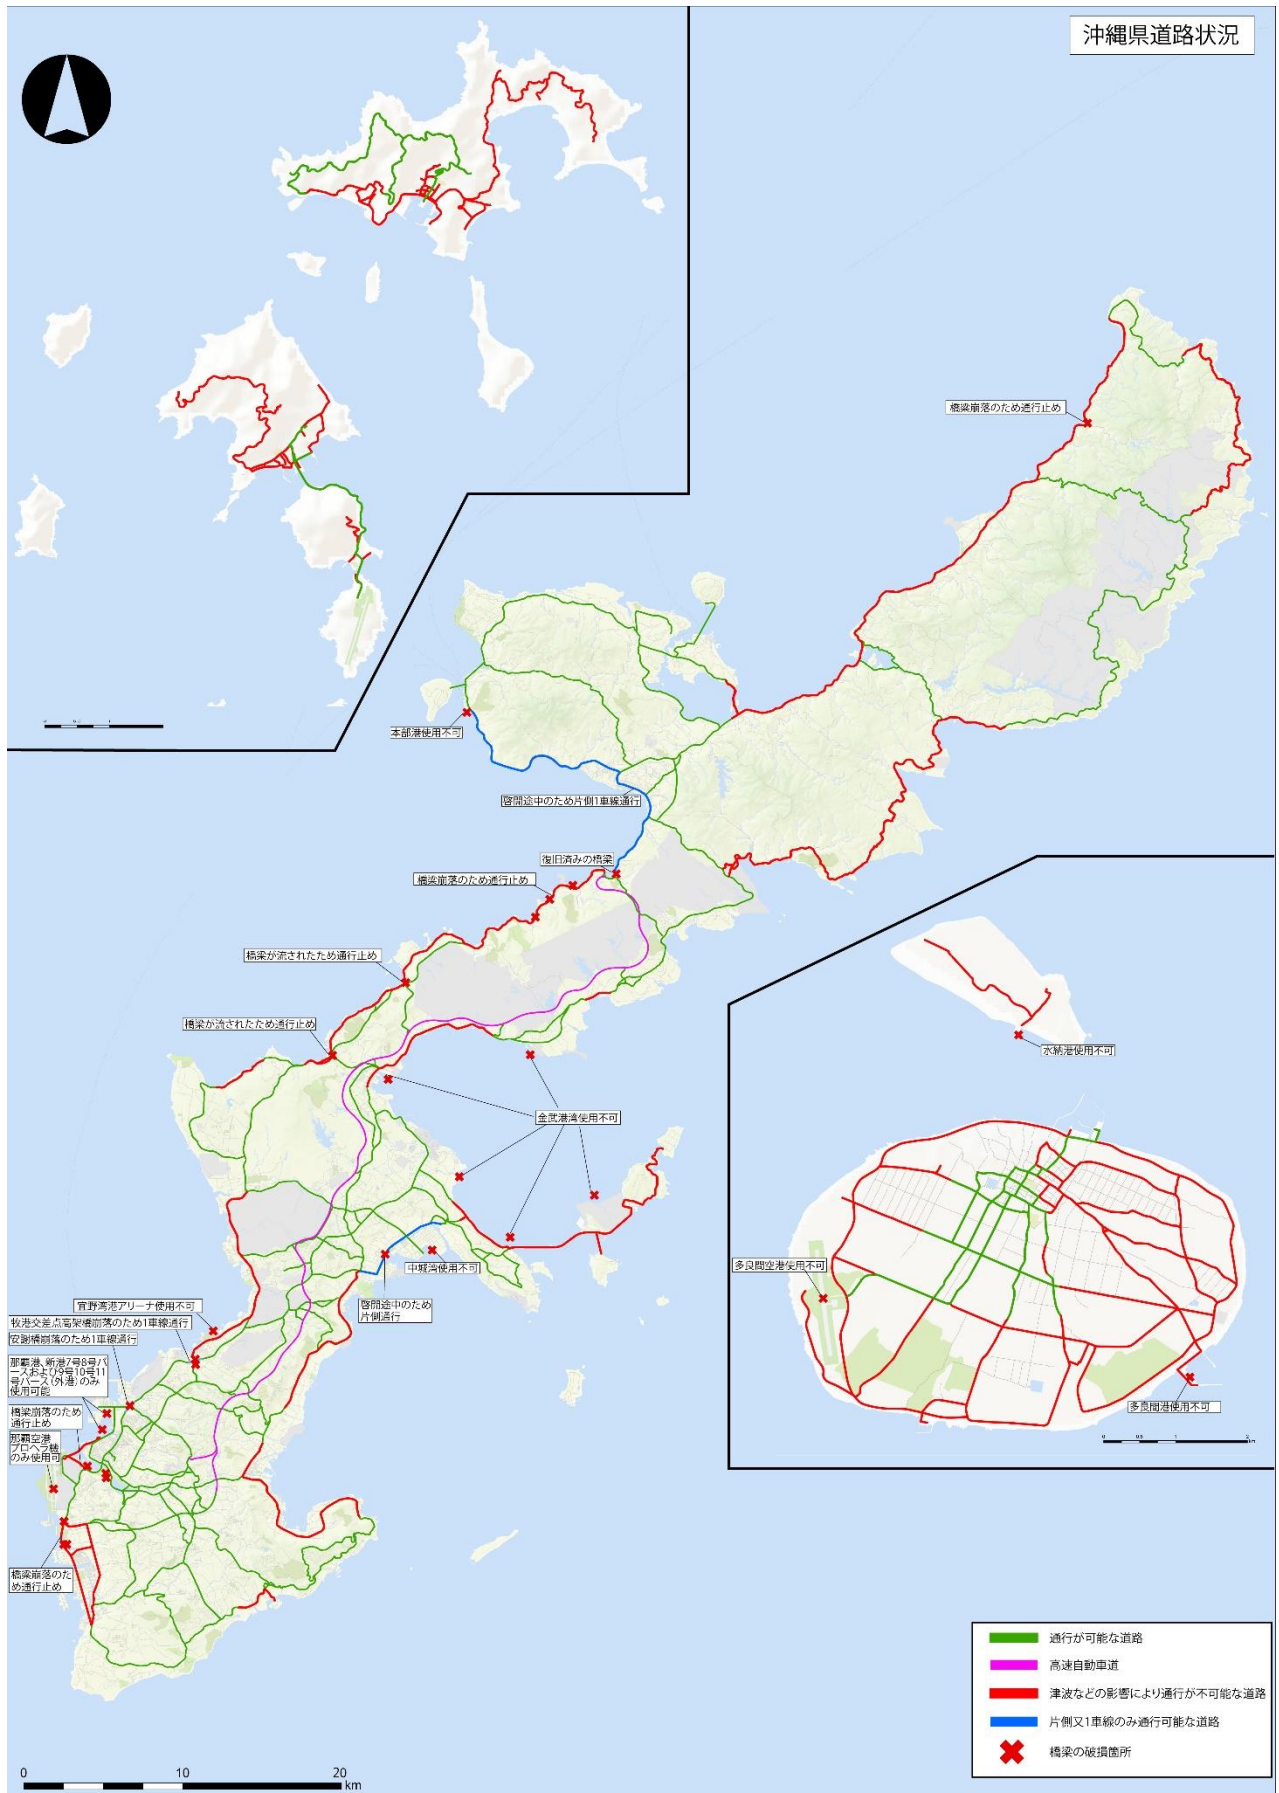 沖縄県道路状況
橋梁崩落のため通行止め
本部港使用不可
啓開途中のため片側1車線通行
復旧済みの橋梁
橋梁崩落のため通行止め
橋梁が流されたため通行止め
橋梁が流されたため通行止め
水納港使用不可
金武港湾使用不可
多良間空港使用不可
中城湾使用不可
啓開途中のため
片側通行
宜野湾港アリーナ使用不可
牧港交差点高架橋崩落のため1車線通行
安謝橋崩落のため1車線通行
那覇港、新港7号8号バ
ースおよび9号10号11
号バース(外港)のみ
使用可能
橋梁崩落のため
通行止め
那覇空港
プロペラ機
のみ使用可
多良間港使用不可
0 0.5 1 2
km
橋梁崩落のた
め通行止め
通行が可能な道路
高速自動車道
津波などの影響により通行が不可能な道路
片側又1車線のみ通行可能な道路
橋梁の破損箇所
0 10 20
km